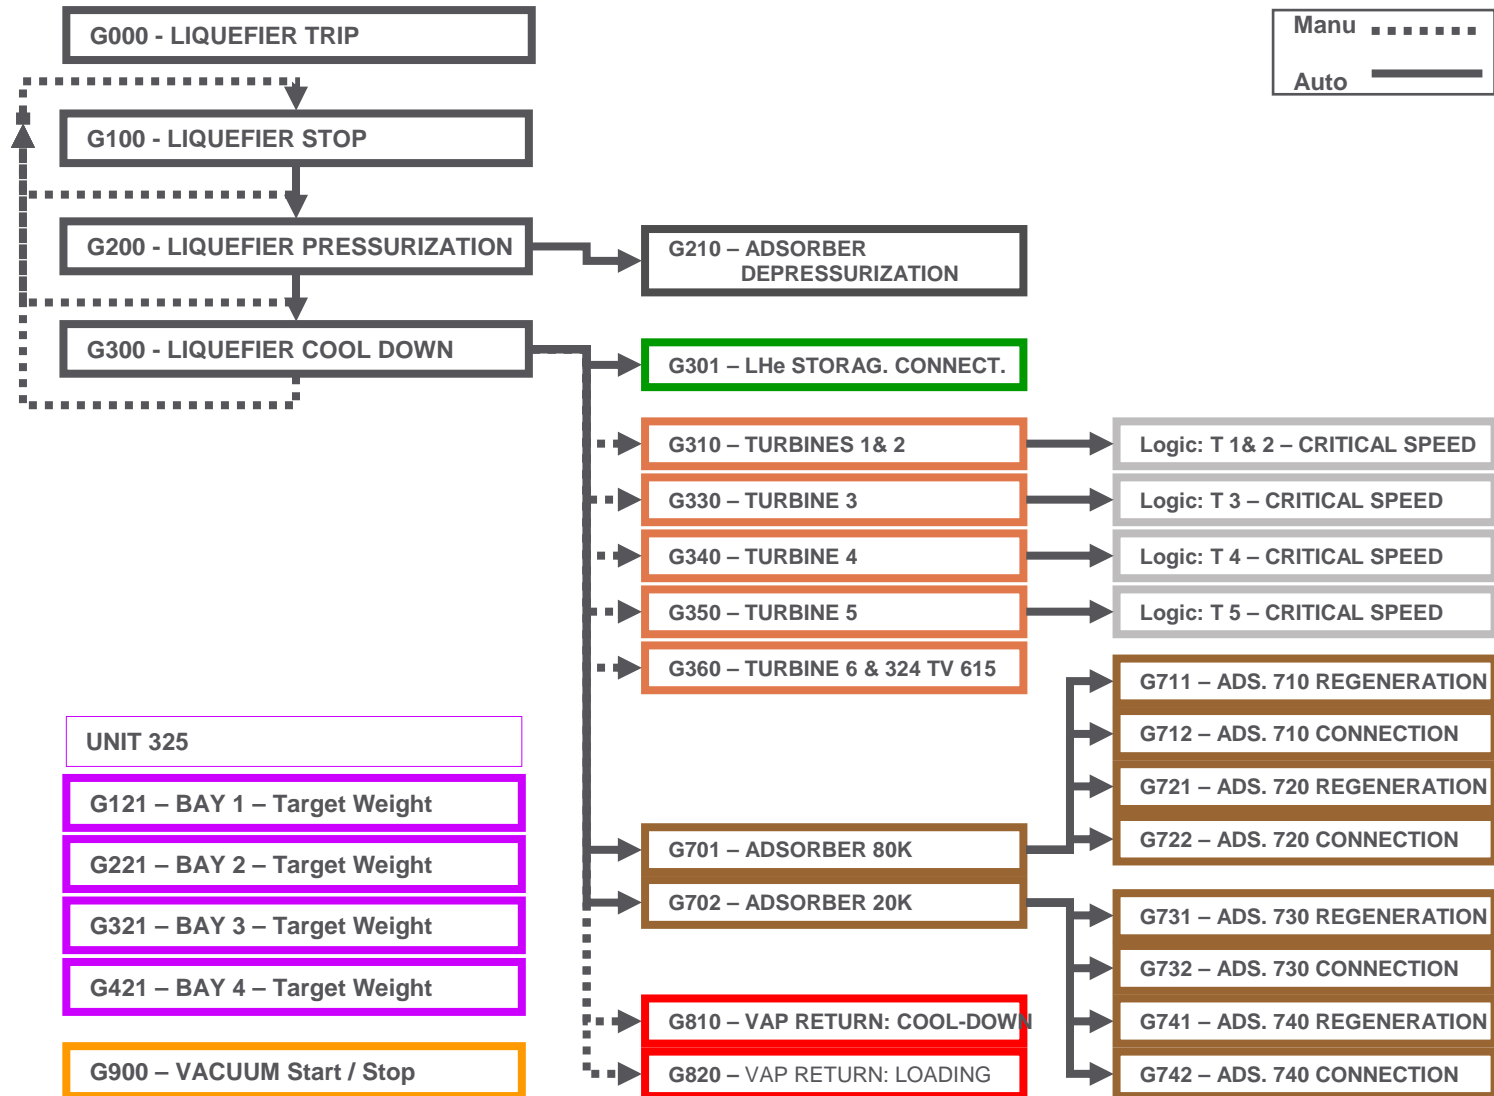 G000 - LIQUEFIER TRIP
Manu
Auto
G100 - LIQUEFIER STOP
G200 - LIQUEFIER PRESSURIZATION
G210 – ADSORBER
DEPRESSURIZATION
G300 - LIQUEFIER COOL DOWN
G301 – LHe STORAG. CONNECT.
G310 – TURBINES 1& 2
Logic: T 1& 2 – CRITICAL SPEED
G330 – TURBINE 3
Logic: T 3 – CRITICAL SPEED
G340 – TURBINE 4
Logic: T 4 – CRITICAL SPEED
G350 – TURBINE 5
Logic: T 5 – CRITICAL SPEED
G360 – TURBINE 6 & 324 TV 615
G711 – ADS. 710 REGENERATION
G712 – ADS. 710 CONNECTION
G721 – ADS. 720 REGENERATION
G722 – ADS. 720 CONNECTION
UNIT 325
G121 – BAY 1 – Target Weight
G221 – BAY 2 – Target Weight
G321 – BAY 3 – Target Weight
G421 – BAY 4 – Target Weight
G701 – ADSORBER 80K
G702 – ADSORBER 20K
G731 – ADS. 730 REGENERATION
G732 – ADS. 730 CONNECTION
G741 – ADS. 740 REGENERATION
G742 – ADS. 740 CONNECTION
G810 – VAP RETURN: COOL-DOWN
G820 – VAP RETURN: LOADING
G900 – VACUUM Start / Stop